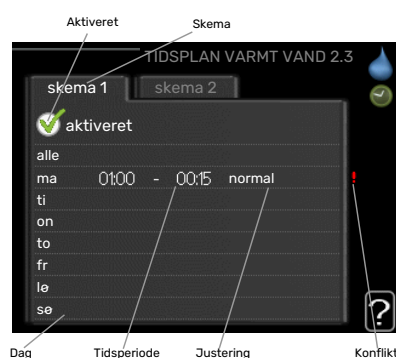 Aktiveret
Skema
TIDSPLAN VARMT VAND 2.3
skema 1
skema 2
aktiveret
alle
ma 01:00 - 00:15 normal !
ti
on
to
fr
lø
sø
?
Dag
Tidsperiode
Justering
Konflikt